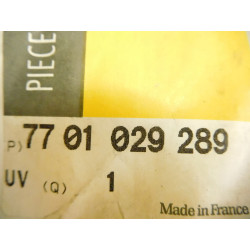 PIECE
P) 77 01 029 289
UV (Q) 1
Made in France